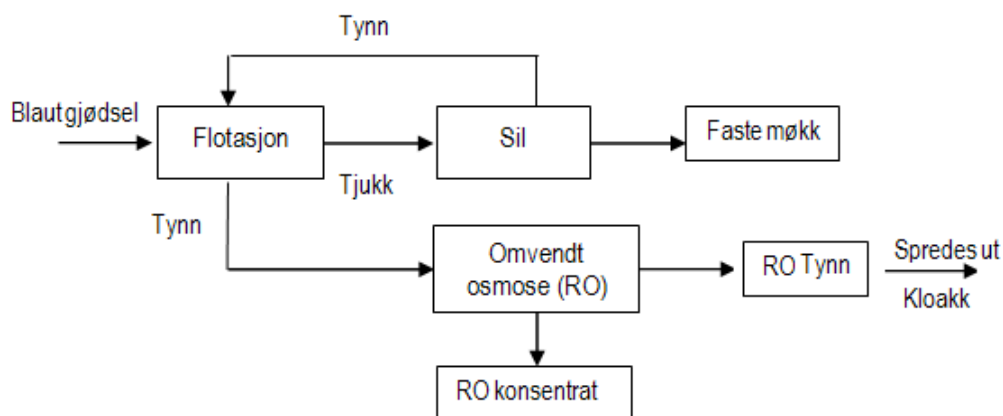 Tynn
Blautgjødsel
Flotasjon
Sil
Faste møkk
Tjukk
Tynn
Omvendt
osmose (RO)
RO Tynn
Spredes ut
Kloakk
RO konsentrat